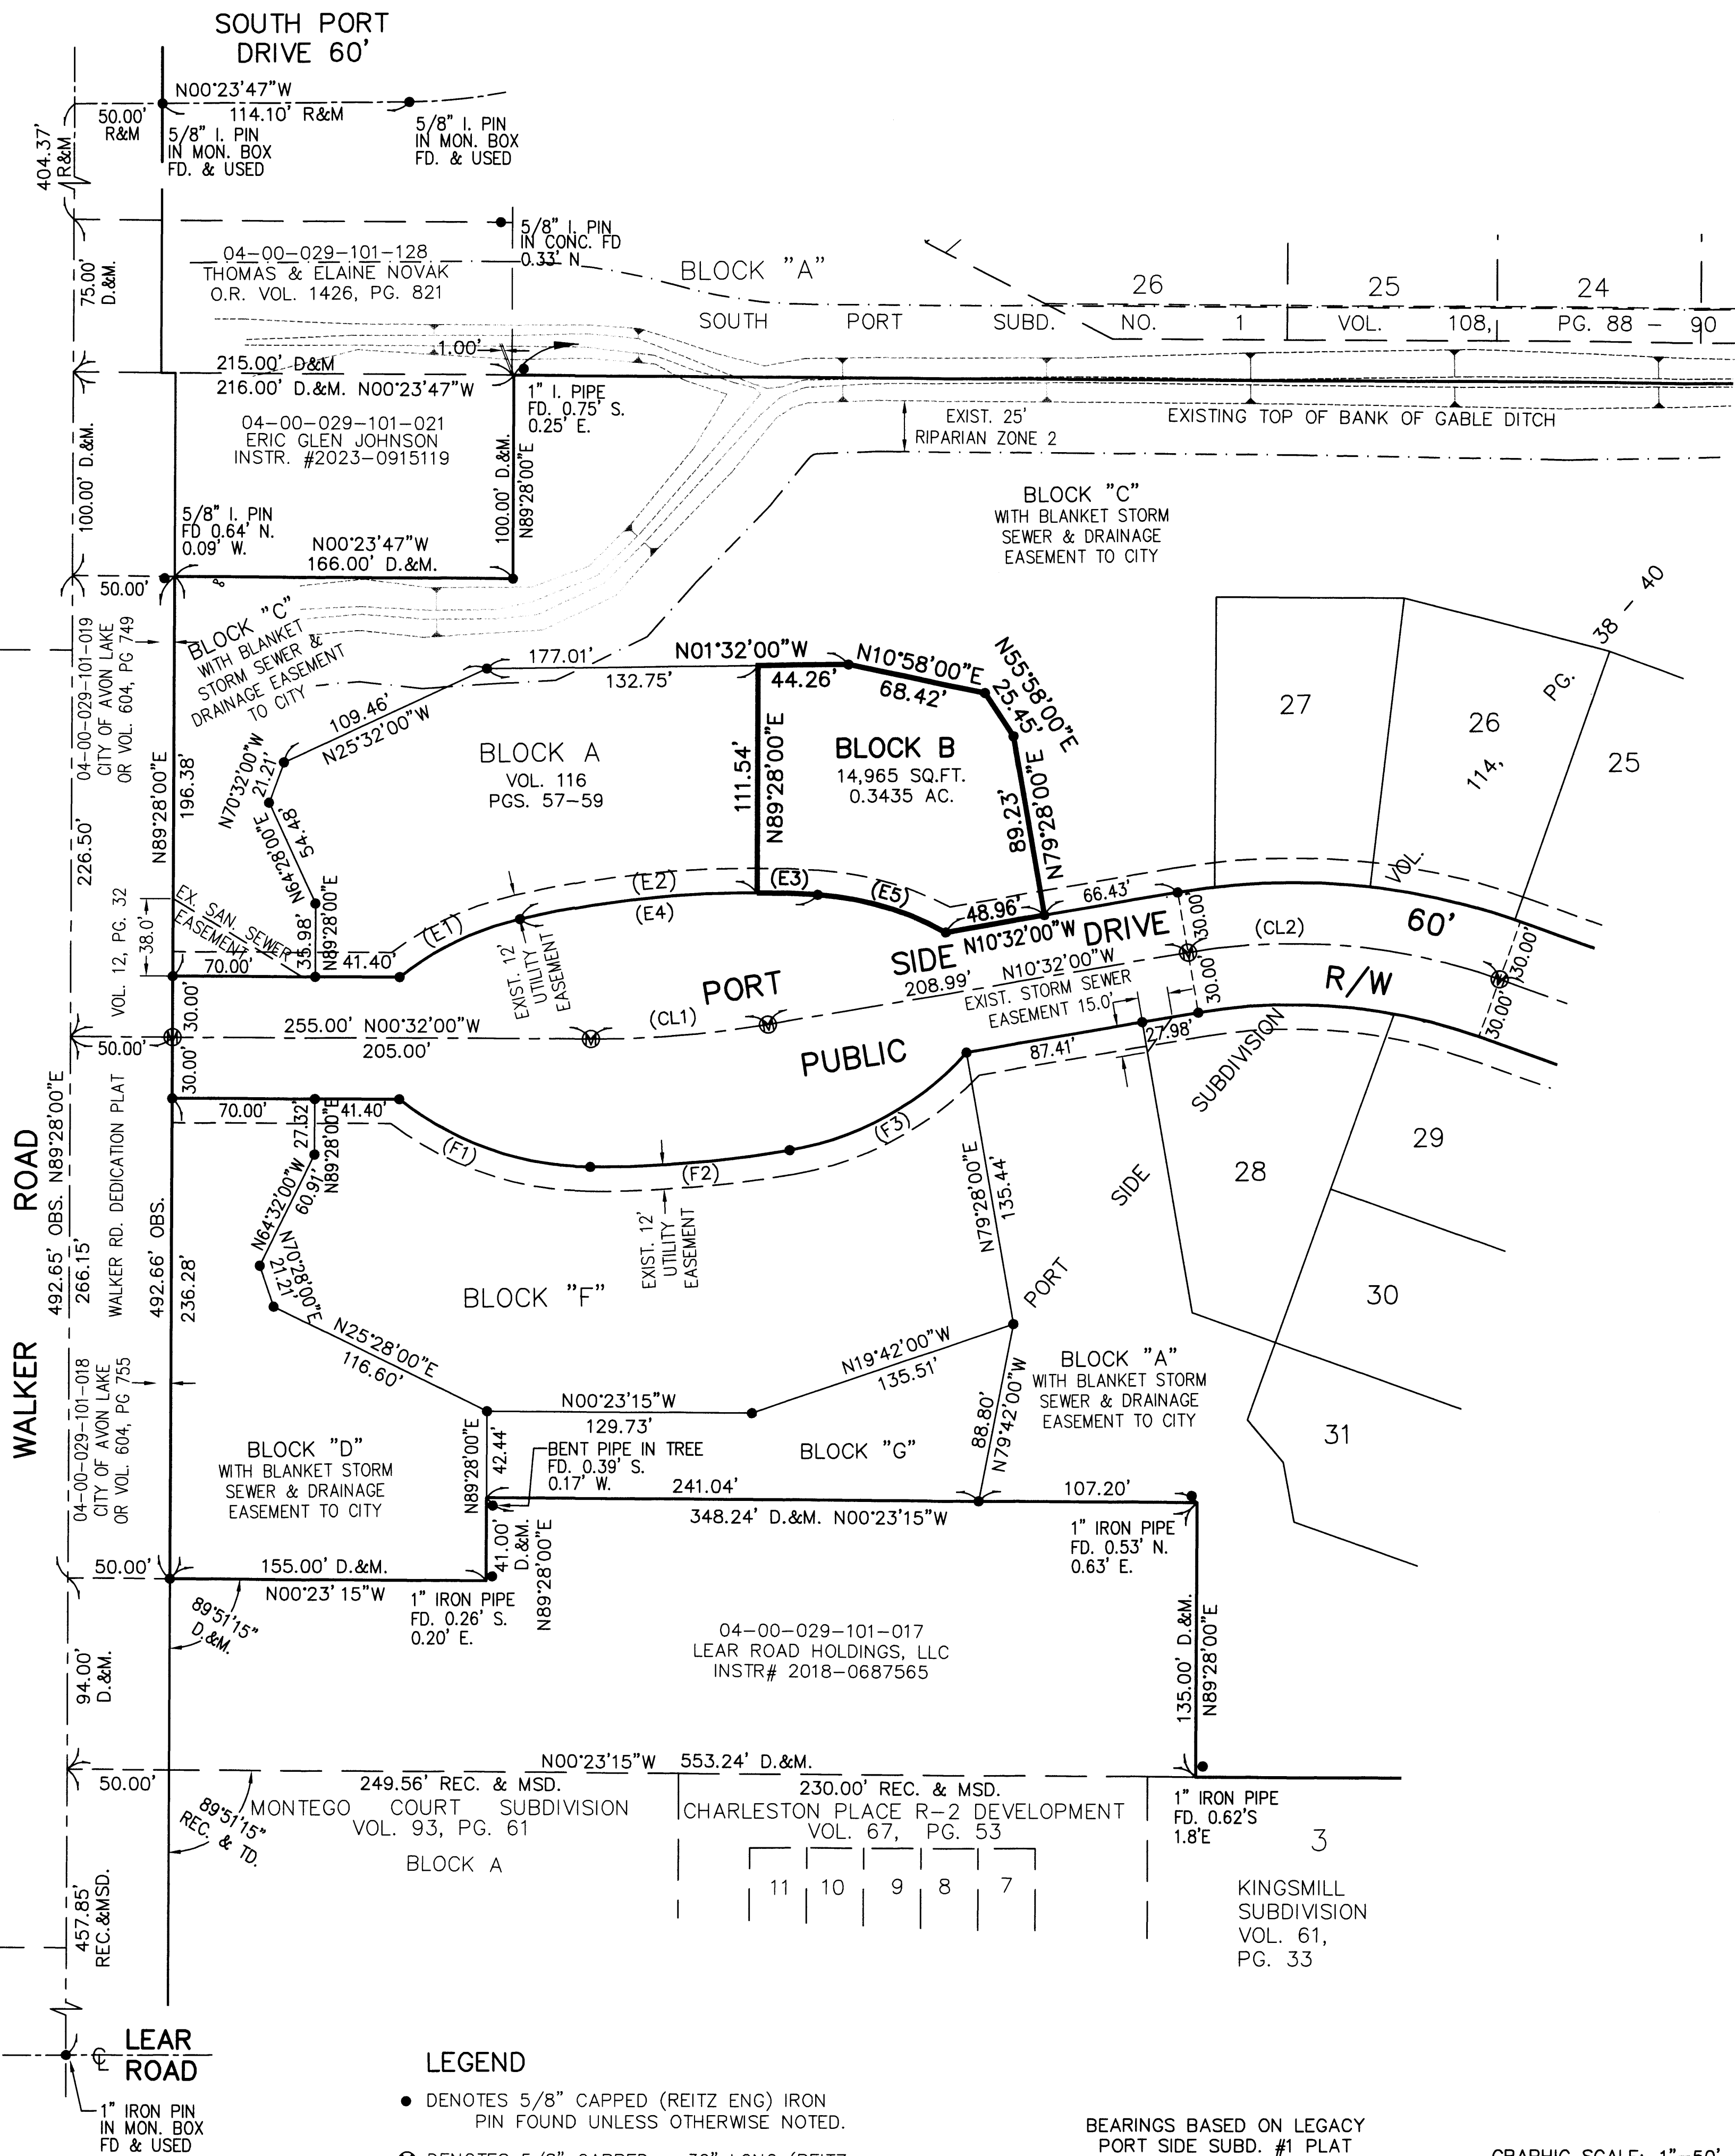 SOUTH PORT
DRIVE 60'
N00°23'47"W
50.00'
R&M
114.10' R&M
404.37'
R&M
5/8" I. PIN
IN MON. BOX
FD. & USED
5/8" I. PIN
IN MON. BOX
FD. & USED
75.00'
D.&M.
04-00-029-101-128
THOMAS & ELAINE NOVAK
O.R. VOL. 1426, PG. 821
5/8" I. PIN
IN CONC. FD
0.33' N
BLOCK "A"
26
25
24
SOUTH PORT SUBD. NO. 1 VOL. 108, PG. 88 - 90
1.00'
215.00' D&M
216.00' D.&M. N00°23'47"W
1" I. PIPE
FD. 0.75' S.
0.25' E.
EXIST. 25'
RIPARIAN ZONE 2
EXISTING TOP OF BANK OF GABLE DITCH
100.00' D.&M.
04-00-029-101-021
ERIC GLEN JOHNSON
INSTR. #2023-0915119
100.00' D.&M.
N89°28'00"E
5/8" I. PIN
FD 0.64' N.
0.09' W.
N00°23'47"W
166.00' D.&M.
50.00'
BLOCK "C"
WITH BLANKET STORM
SEWER & DRAINAGE
EASEMENT TO CITY
04-00-029-101-019
CITY OF AVON LAKE
OR VOL. 604, PG 749
BLOCK "C"
WITH BLANKET
STORM SEWER &
DRAINAGE EASEMENT
TO CITY
177.01'
132.75'
N01°32'00"W
44.26'
N10°58'00"E
68.42'
N55°58'00"E
25.45'
109.46'
N25°32'00"W
N70°32'00"W
21.21'
N64°28'00"E
54.48'
BLOCK A
VOL. 116
PGS. 57-59
111.54'
N89°28'00"E
BLOCK B
14,965 SQ.FT.
0.3435 AC.
89.23'
N79°28'00"E
27
26
25
VOL.
114,
PG.
38 - 40
N89°28'00"E
196.38'
226.50'
VOL. 12, PG. 32
EX. SAN. SEWER
EASEMENT
38.0'
35.98'
N89°28'00"E
70.00'
41.40'
(E1)
(E2)
(E4)
(E3)
(E5)
EXIST. 12'
UTILITY
EASEMENT
48.96'
N10°32'00"W
66.43'
PORT SIDE DRIVE 60'
PUBLIC R/W
30.00'
30.00'
(CL2)
30.00'
30.00'
N10°32'00"W
208.99'
EXIST. STORM SEWER
EASEMENT 15.0'
30.00'
M
M
M
M
M
50.00'
255.00' N00°32'00"W
205.00'
(CL1)
30.00'
87.41'
27.98'
70.00'
41.40'
27.32'
N89°28'00"E
(F1)
(F2)
(F3)
EXIST. 12'
UTILITY
EASEMENT
N64°32'00"W
60.91'
N70°28'00"E
21.21'
N79°28'00"E
135.44'
PORT SIDE SUBDIVISION
28
29
30
31
WALKER ROAD
492.65' OBS. N89°28'00"E
266.15'
WALKER RD. DEDICATION PLAT
492.66' OBS.
236.28'
BLOCK "F"
N25°28'00"E
116.60'
N00°23'15"W
129.73'
N19°42'00"W
135.51'
88.80'
N79°42'00"W
BLOCK "A"
WITH BLANKET STORM
SEWER & DRAINAGE
EASEMENT TO CITY
04-00-029-101-018
CITY OF AVON LAKE
OR VOL. 604, PG 755
BLOCK "D"
WITH BLANKET STORM
SEWER & DRAINAGE
EASEMENT TO CITY
N89°28'00"E
42.44'
BENT PIPE IN TREE
FD. 0.39' S.
0.17' W.
BLOCK "G"
241.04'
107.20'
348.24' D.&M. N00°23'15"W
1" IRON PIPE
FD. 0.53' N.
0.63' E.
41.00'
D.&M.
N89°28'00"E
50.00'
155.00' D.&M.
N00°23'15"W
1" IRON PIPE
FD. 0.26' S.
0.20' E.
89°51'15"
D.&M.
94.00'
D.&M.
04-00-029-101-017
LEAR ROAD HOLDINGS, LLC
INSTR# 2018-0687565
135.00' D.&M.
N89°28'00"E
N00°23'15"W 553.24' D.&M.
50.00'
249.56' REC. & MSD.
230.00' REC. & MSD.
89°51'15"
REC. & TD.
MONTEGO COURT SUBDIVISION
VOL. 93, PG. 61
BLOCK A
CHARLESTON PLACE R-2 DEVELOPMENT
VOL. 67, PG. 53
11
10
9
8
7
1" IRON PIPE
FD. 0.62'S
1.8'E
3
KINGSMILL
SUBDIVISION
VOL. 61,
PG. 33
457.85'
REC.&MSD.
LEAR
ROAD
1" IRON PIN
IN MON. BOX
FD & USED
LEGEND
● DENOTES 5/8" CAPPED (REITZ ENG) IRON
PIN FOUND UNLESS OTHERWISE NOTED.
BEARINGS BASED ON LEGACY
PORT SIDE SUBD. #1 PLAT